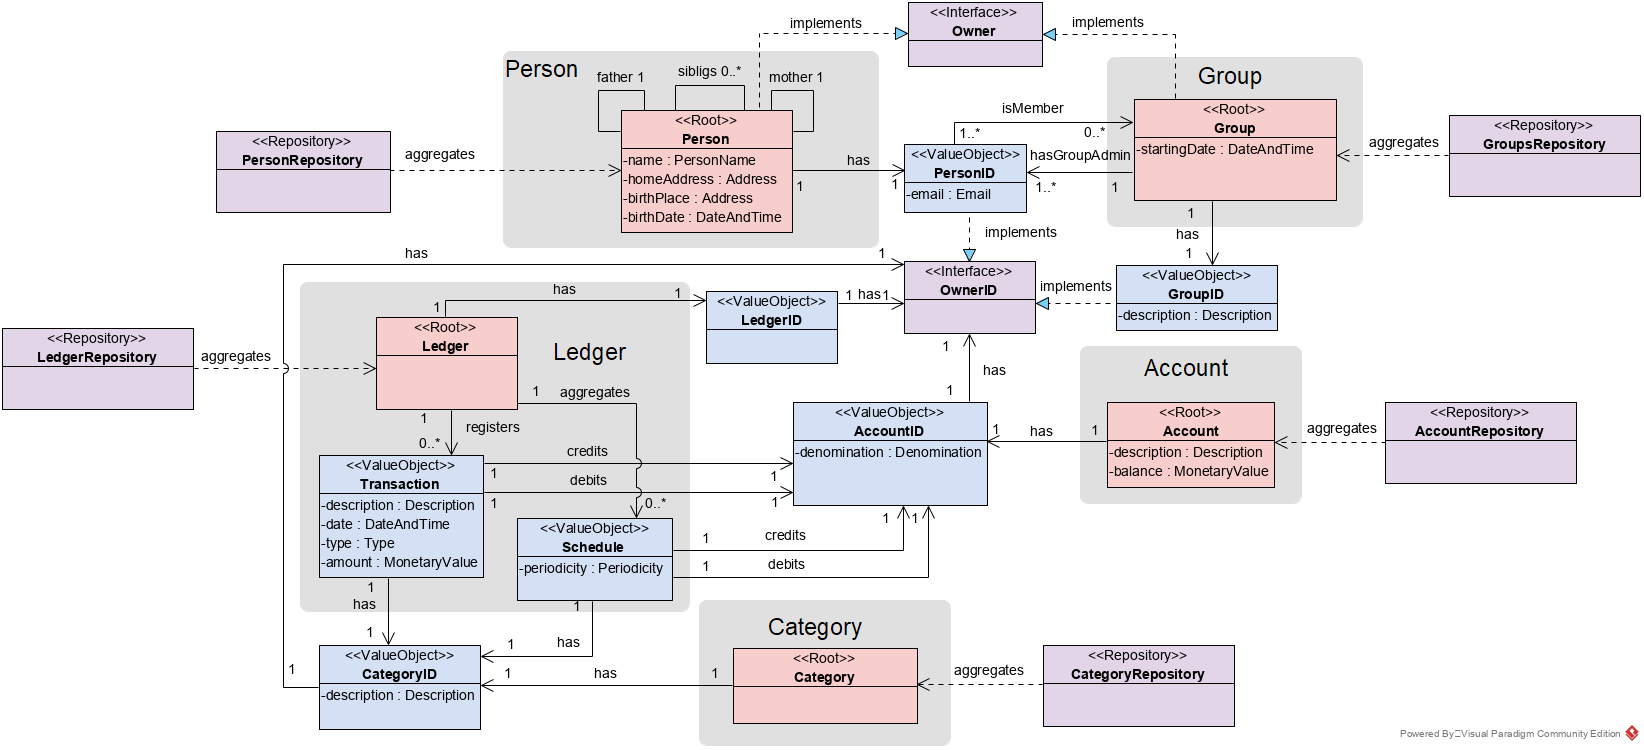 <<Interface>>
Owner
implements
implements
Person
father 1
sibligs 0..*
mother 1
<<Root>>
Person
-name : PersonName
-homeAddress : Address
-birthPlace : Address
-birthDate : DateAndTime
<<Repository>>
PersonRepository
aggregates
has
1
1
isMember
1..*
0..*
<<ValueObject>>
PersonID
-email : Email
hasGroupAdmin
1..*
1
Group
<<Root>>
Group
-startingDate : DateAndTime
aggregates
<<Repository>>
GroupsRepository
implements
1
has
1
has
1
<<Interface>>
OwnerID
implements
<<ValueObject>>
GroupID
-description : Description
has
1
1
<<ValueObject>>
LedgerID
1
has
1
Ledger
<<Root>>
Ledger
<<Repository>>
LedgerRepository
aggregates
1
aggregates
1
registers
0..*
0..*
1
has
1
<<ValueObject>>
AccountID
-denomination : Denomination
Account
<<Root>>
Account
-description : Description
-balance : MonetaryValue
1
has
1
aggregates
<<Repository>>
AccountRepository
<<ValueObject>>
Transaction
-description : Description
-date : DateAndTime
-type : Type
-amount : MonetaryValue
credits
1
1
debits
1
1
<<ValueObject>>
Schedule
-periodicity : Periodicity
1
credits
1
1
debits
1
1
has
1
1
has
1
<<ValueObject>>
CategoryID
-description : Description
1
1
has
1
Category
<<Root>>
Category
aggregates
<<Repository>>
CategoryRepository
Powered By Visual Paradigm Community Edition